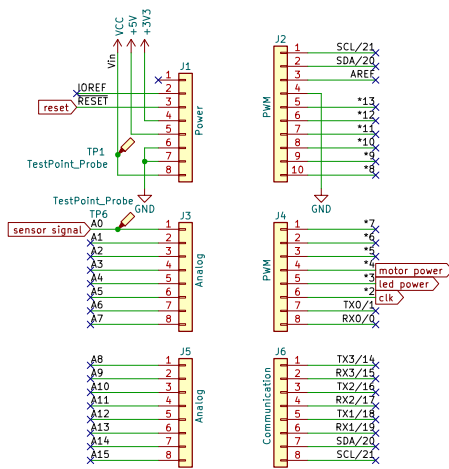 VCC
+5V
+3V3
Vin
J1
1
IOREF 2
reset RESET 3
4
5
6
7
8
Power
TP1
TestPoint_Probe
GND
J2
1 SCL/21
2 SDA/20
3 AREF
4
5 *13
6 *12
7 *11
8 *10
9 *9
10 *8
PWM
GND
TestPoint_Probe
TP6
J3
sensor signal A0 1
A1 2
A2 3
A3 4
A4 5
A5 6
A6 7
A7 8
Analog
J4
1 *7
2 *6
3 *5
4 *4 motor power
5 *3 led power
6 *2 clk
7 TX0/1
8 RX0/0
PWM
J5
A8 1
A9 2
A10 3
A11 4
A12 5
A13 6
A14 7
A15 8
Analog
J6
1 TX3/14
2 RX3/15
3 TX2/16
4 RX2/17
5 TX1/18
6 RX1/19
7 SDA/20
8 SCL/21
Communication